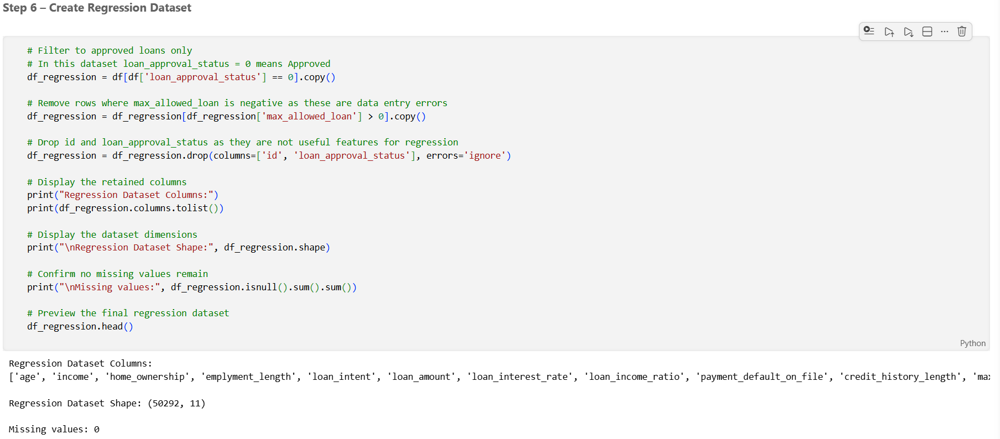 Step 6 – Create Regression Dataset
# Filter to approved loans only
# In this dataset loan_approval_status = 0 means Approved
df_regression = df[df['loan_approval_status'] == 0].copy()
# Remove rows where max_allowed_loan is negative as these are data entry errors
df_regression = df_regression[df_regression['max_allowed_loan'] > 0].copy()
# Drop id and loan_approval_status as they are not useful features for regression
df_regression = df_regression.drop(columns=['id', 'loan_approval_status'], errors='ignore')
# Display the retained columns
print("Regression Dataset Columns:")
print(df_regression.columns.tolist())
# Display the dataset dimensions
print("\nRegression Dataset Shape:", df_regression.shape)
# Confirm no missing values remain
print("\nMissing values:", df_regression.isnull().sum().sum())
# Preview the final regression dataset
df_regression.head()
Python
Regression Dataset Columns:
['age', 'income', 'home_ownership', 'emplyment_length', 'loan_intent', 'loan_amount', 'loan_interest_rate', 'loan_income_ratio', 'payment_default_on_file', 'credit_history_length',
Regression Dataset Shape: (50292, 11)
Missing values: 0